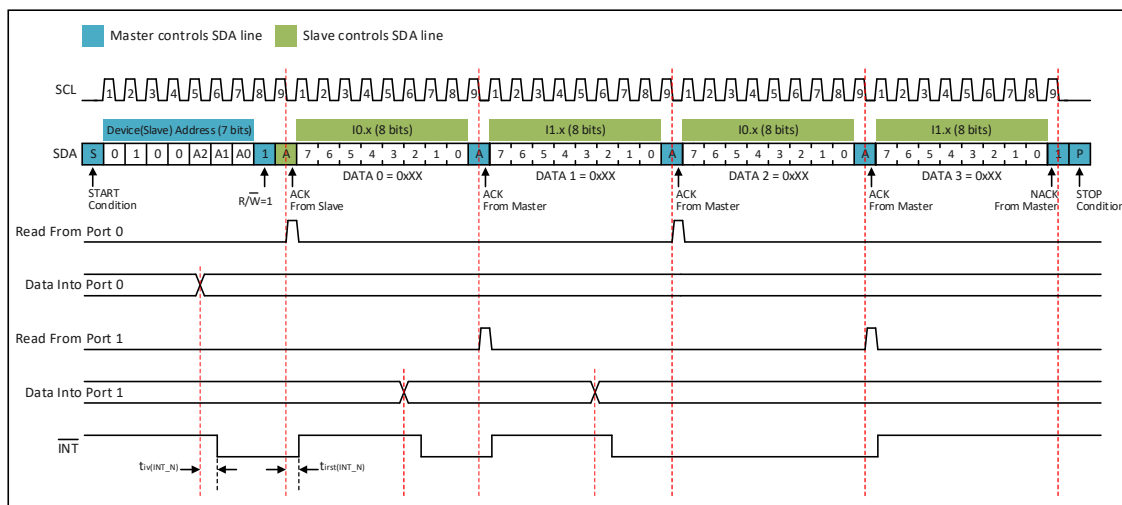 Master controls SDA line Slave controls SDA line
SCL 1 2 3 4 5 6 7 8 9 1 2 3 4 5 6 7 8 9 1 2 3 4 5 6 7 8 9 1 2 3 4 5 6 7 8 9 1 2 3 4 5 6 7 8 9
Device(Slave) Address (7 bits) I0.x (8 bits) I1.x (8 bits) I0.x (8 bits) I1.x (8 bits)
SDA S 0 1 0 0 A2 A1 A0 1 A 7 6 5 4 3 2 1 0 A 7 6 5 4 3 2 1 0 A 7 6 5 4 3 2 1 0 A 7 6 5 4 3 2 1 0 1 P
DATA 0 = 0xXX DATA 1 = 0xXX DATA 2 = 0xXX DATA 3 = 0xXX
START
Condition
R/W̅=1
ACK
From Slave
ACK
From Master
ACK
From Master
ACK
From Master
NACK
From Master
STOP
Condition
Read From Port 0
Data Into Port 0
Read From Port 1
Data Into Port 1
I̅N̅T̅
tiv(INT_N) tirst(INT_N)